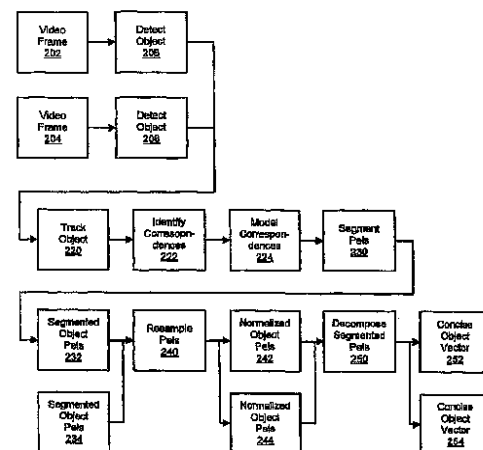 Video
Frame
202
Detect
Object
206
Video
Frame
204
Detect
Object
208
Track
Object
220
Identify
Correspon-
dences
222
Model
Correspon-
dences
224
Segment
Pels
230
Segmented
Object
Pels
232
Resample
Pels
240
Normalized
Object
Pels
242
Decompose
Segmented
Pels
250
Concise
Object
Vector
252
Segmented
Object
Pels
234
Normalized
Object
Pels
244
Concise
Object
Vector
254